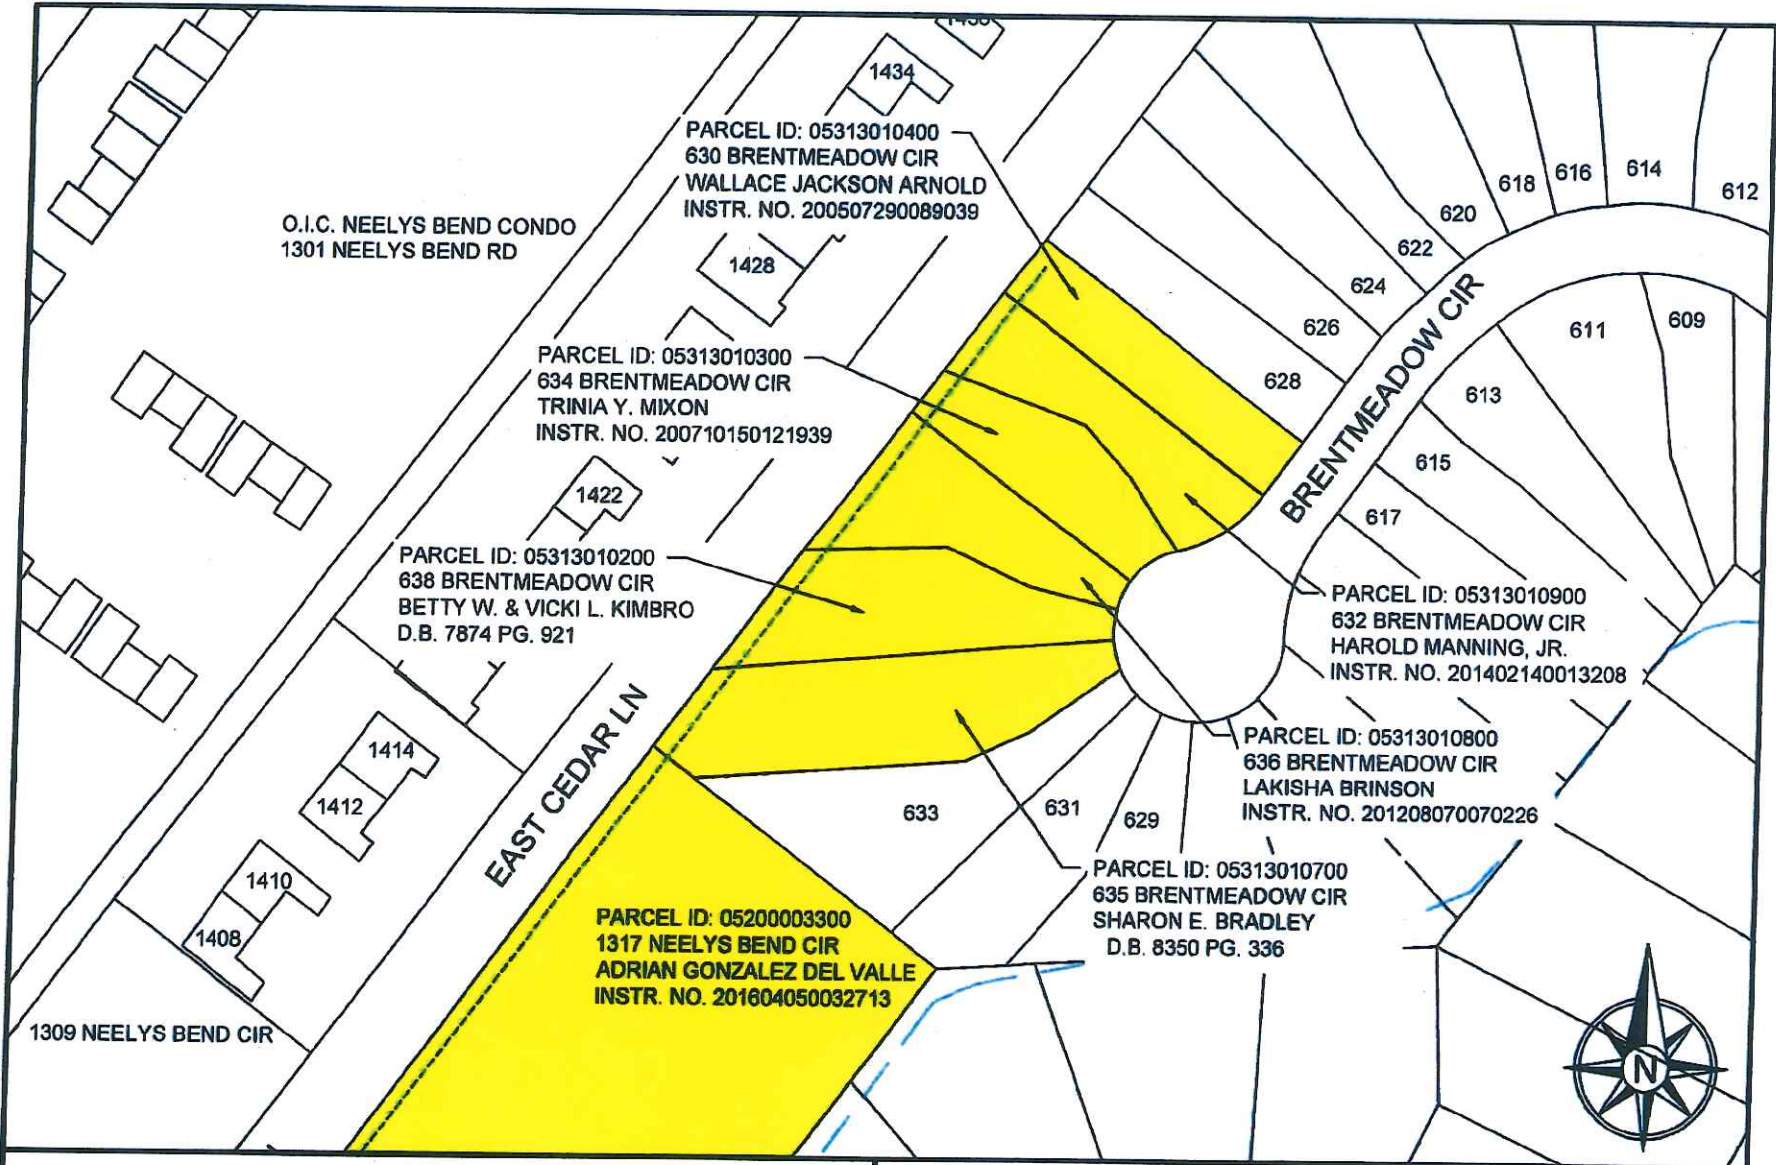 1434
PARCEL ID: 05313010400
630 BRENTMEADOW CIR
WALLACE JACKSON ARNOLD
INSTR. NO. 200507290089039
O.I.C. NEELYS BEND CONDO
1301 NEELYS BEND RD
1428
618
616
614
612
620
622
624
626
628
BRENTMEADOW CIR
611
609
613
615
617
PARCEL ID: 05313010300
634 BRENTMEADOW CIR
TRINIA Y. MIXON
INSTR. NO. 200710150121939
1422
PARCEL ID: 05313010200
638 BRENTMEADOW CIR
BETTY W. & VICKI L. KIMBRO
D.B. 7874 PG. 921
PARCEL ID: 05313010900
632 BRENTMEADOW CIR
HAROLD MANNING, JR.
INSTR. NO. 201402140013208
PARCEL ID: 05313010800
636 BRENTMEADOW CIR
LAKISHA BRINSON
INSTR. NO. 201208070070226
1414
1412
EAST CEDAR LN
633
631
629
PARCEL ID: 05313010700
635 BRENTMEADOW CIR
SHARON E. BRADLEY
D.B. 8350 PG. 336
1410
1408
PARCEL ID: 05200003300
1317 NEELYS BEND CIR
ADRIAN GONZALEZ DEL VALLE
INSTR. NO. 201604050032713
1309 NEELYS BEND CIR
N